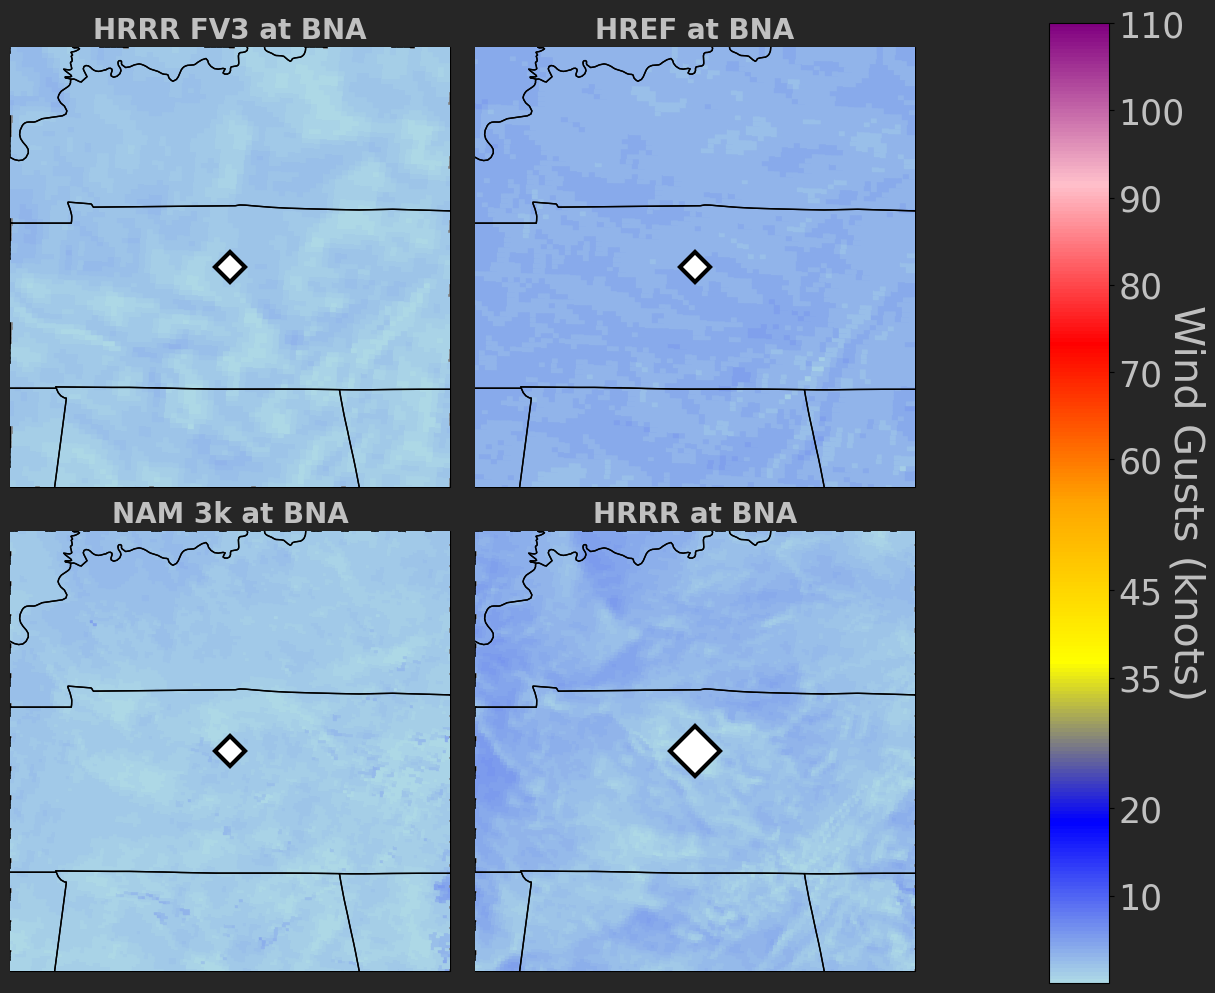 HRRR FV3 at BNA
HREF at BNA
NAM 3k at BNA
HRRR at BNA
110
100
90
80
70
60
45
35
20
10
Wind Gusts (knots)